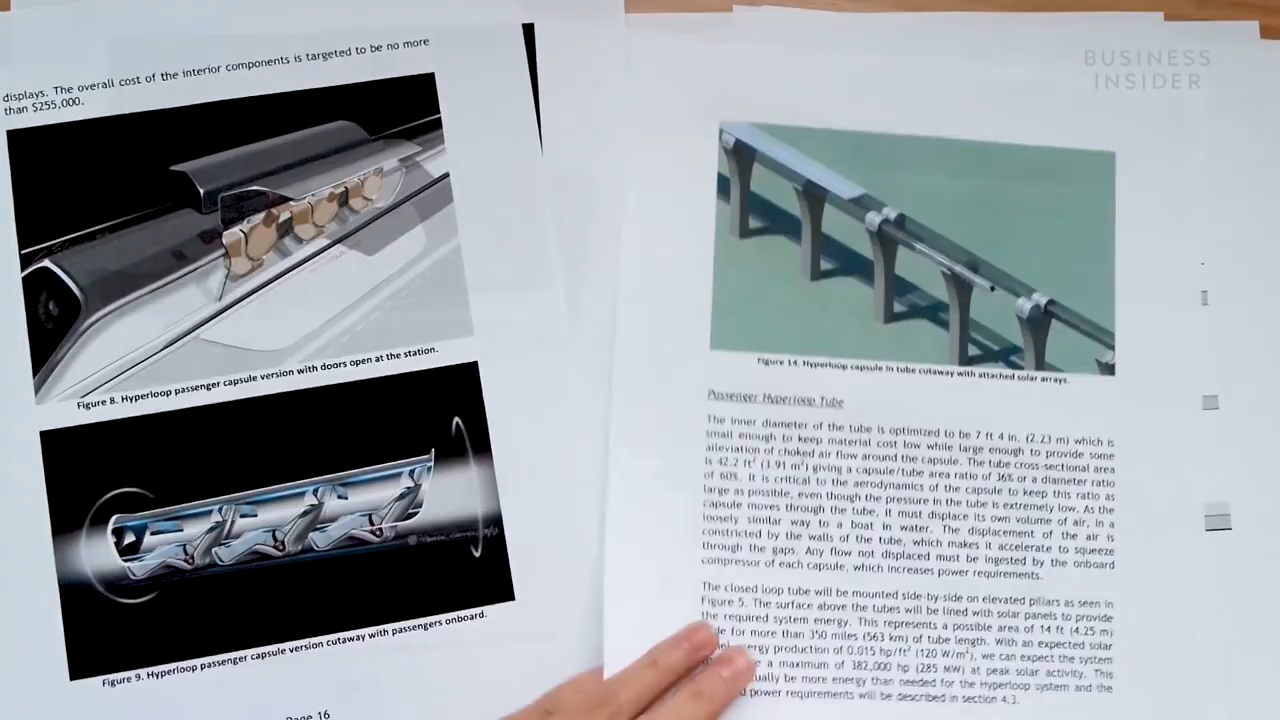 displays. The overall cost of the interior components is targeted to be no more
than $255,000.
Figure 8. Hyperloop passenger capsule version with doors open at the station.
Figure 9. Hyperloop passenger capsule version cutaway with passengers onboard.
Page 16
BUSINESS
INSIDER
Figure 14. Hyperloop capsule in tube cutaway with attached solar arrays.
Passenger Hyperloop Tube
The inner diameter of the tube is optimized to be 7 ft 4 in. (2.23 m) which is
small enough to keep material cost low while large enough to provide some
alleviation of choked air flow around the capsule. The tube cross-sectional area
is 42.2 ft² (3.91 m²) giving a capsule/tube area ratio of 36% or a diameter ratio
of 60%. It is critical to the aerodynamics of the capsule to keep this ratio as
large as possible, even though the pressure in the tube is extremely low. As the
capsule moves through the tube, it must displace its own volume of air, in a
loosely similar way to a boat in water. The displacement of the air is
constricted by the walls of the tube, which makes it accelerate to squeeze
through the gaps. Any flow not displaced must be ingested by the onboard
compressor of each capsule, which increases power requirements.
The closed loop tube will be mounted side-by-side on elevated pillars as seen in
Figure 5. The surface above the tubes will be lined with solar panels to provide
the required system energy. This represents a possible area of 14 ft (4.25 m)
for more than 350 miles (563 km) of tube length. With an expected solar
production of 0.015 hp/ft² (120 W/m²), we can expect the system
a maximum of 382,000 hp (285 MW) at peak solar activity. This
be more energy than needed for the Hyperloop system and the
power requirements will be described in section 4.3.